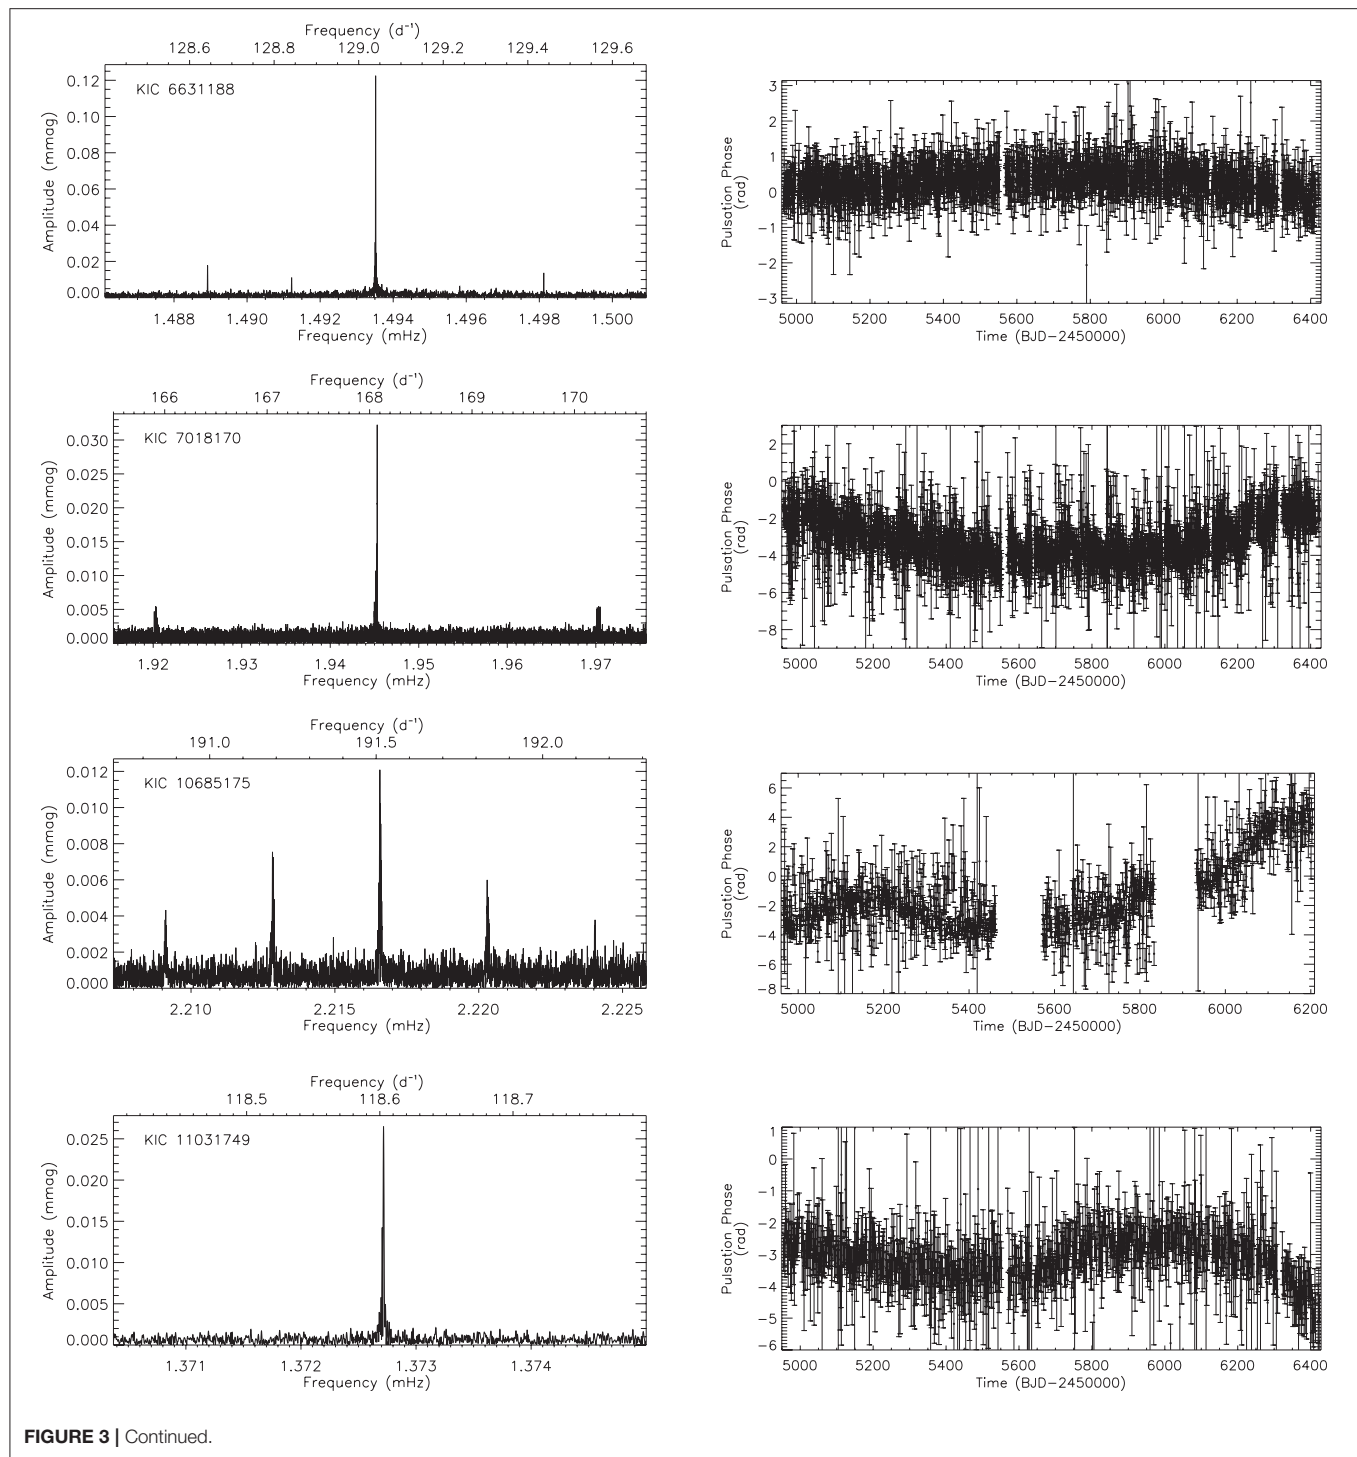 Frequency (d⁻¹)
128.6 128.8 129.0 129.2 129.4 129.6
KIC 6631188
Amplitude (mmag)
0.12
0.10
0.08
0.06
0.04
0.02
0.00
1.488 1.490 1.492 1.494 1.496 1.498 1.500
Frequency (mHz)
Pulsation Phase
(rad)
3
2
1
0
−1
−2
−3
5000 5200 5400 5600 5800 6000 6200 6400
Time (BJD−2450000)
Frequency (d⁻¹)
166 167 168 169 170
KIC 7018170
Amplitude (mmag)
0.030
0.025
0.020
0.015
0.010
0.005
0.000
1.92 1.93 1.94 1.95 1.96 1.97
Frequency (mHz)
Pulsation Phase
(rad)
2
0
−2
−4
−6
−8
5000 5200 5400 5600 5800 6000 6200 6400
Time (BJD−2450000)
Frequency (d⁻¹)
191.0 191.5 192.0
KIC 10685175
Amplitude (mmag)
0.012
0.010
0.008
0.006
0.004
0.002
0.000
2.210 2.215 2.220 2.225
Frequency (mHz)
Pulsation Phase
(rad)
6
4
2
0
−2
−4
−6
−8
5000 5200 5400 5600 5800 6000 6200
Time (BJD−2450000)
Frequency (d⁻¹)
118.5 118.6 118.7
KIC 11031749
Amplitude (mmag)
0.025
0.020
0.015
0.010
0.005
0.000
1.371 1.372 1.373 1.374
Frequency (mHz)
Pulsation Phase
(rad)
1
0
−1
−2
−3
−4
−5
−6
5000 5200 5400 5600 5800 6000 6200 6400
Time (BJD−2450000)
FIGURE 3 | Continued.